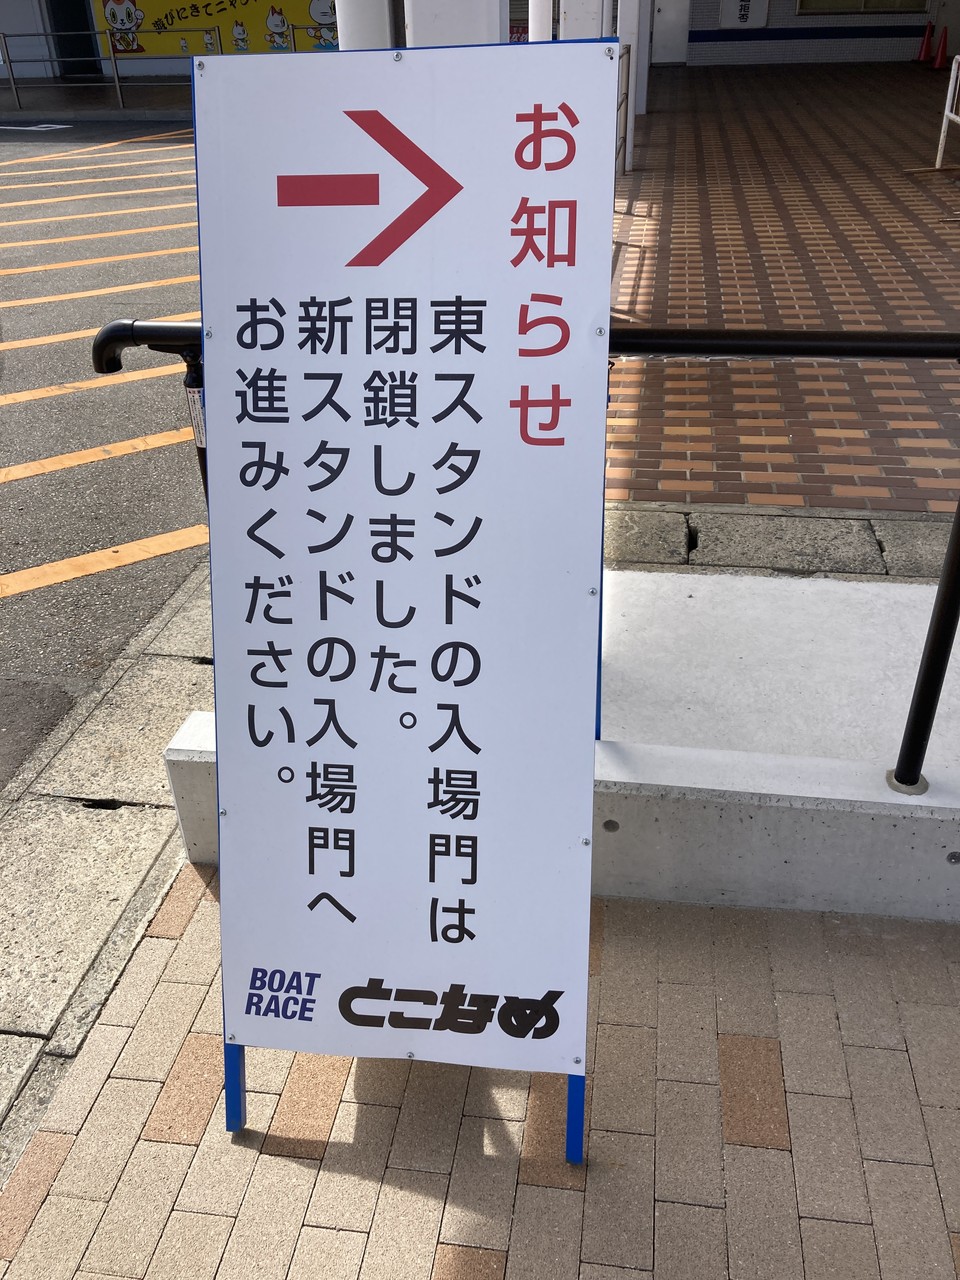 お知らせ
東スタンドの入場門は
閉鎖しました。
新スタンドの入場門へ
お進みください。
BOAT
RACE
とこなめ